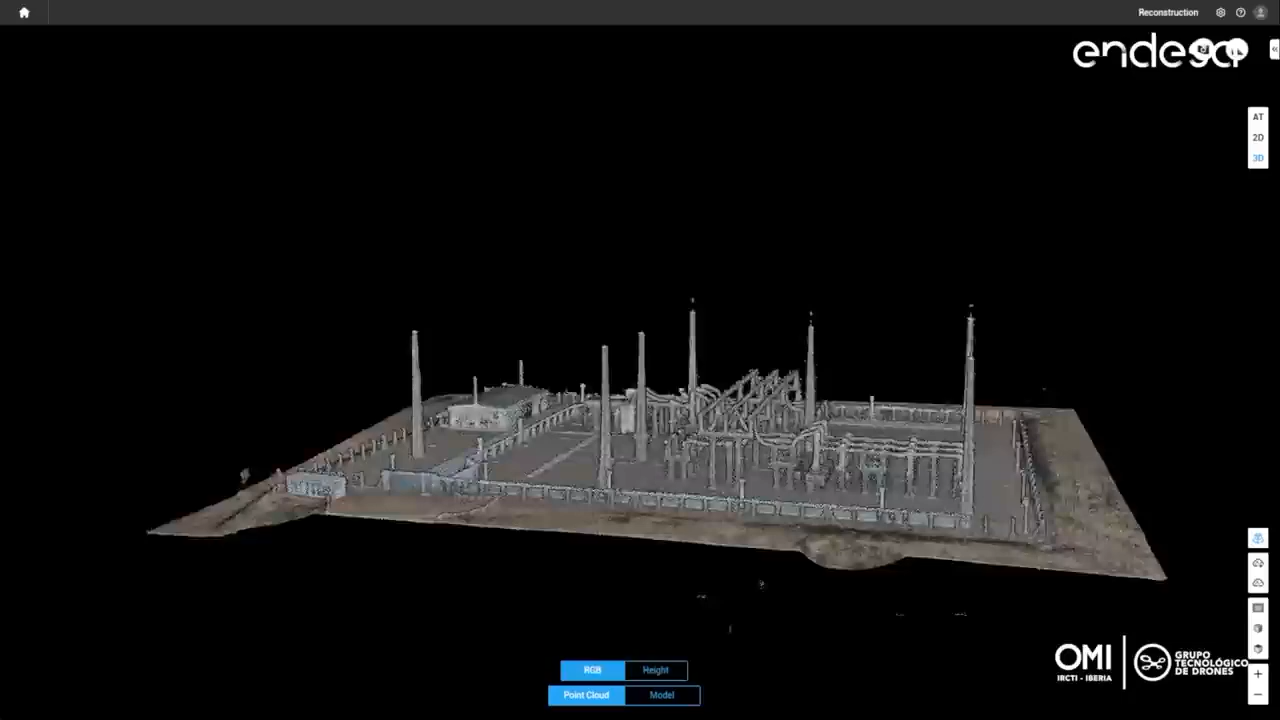 Reconstruction
endesa
AT
2D
3D
RGB
Height
Point Cloud
Model
OMI
IRCTI - IBERIA
GRUPO
TECNOLÓGICO
DE DRONES